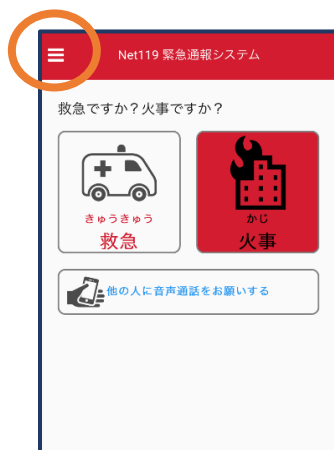 Net119 緊急通報システム
救急ですか？火事ですか？
きゅうきゅう
救急
かじ
火事
他の人に音声通話をお願いする